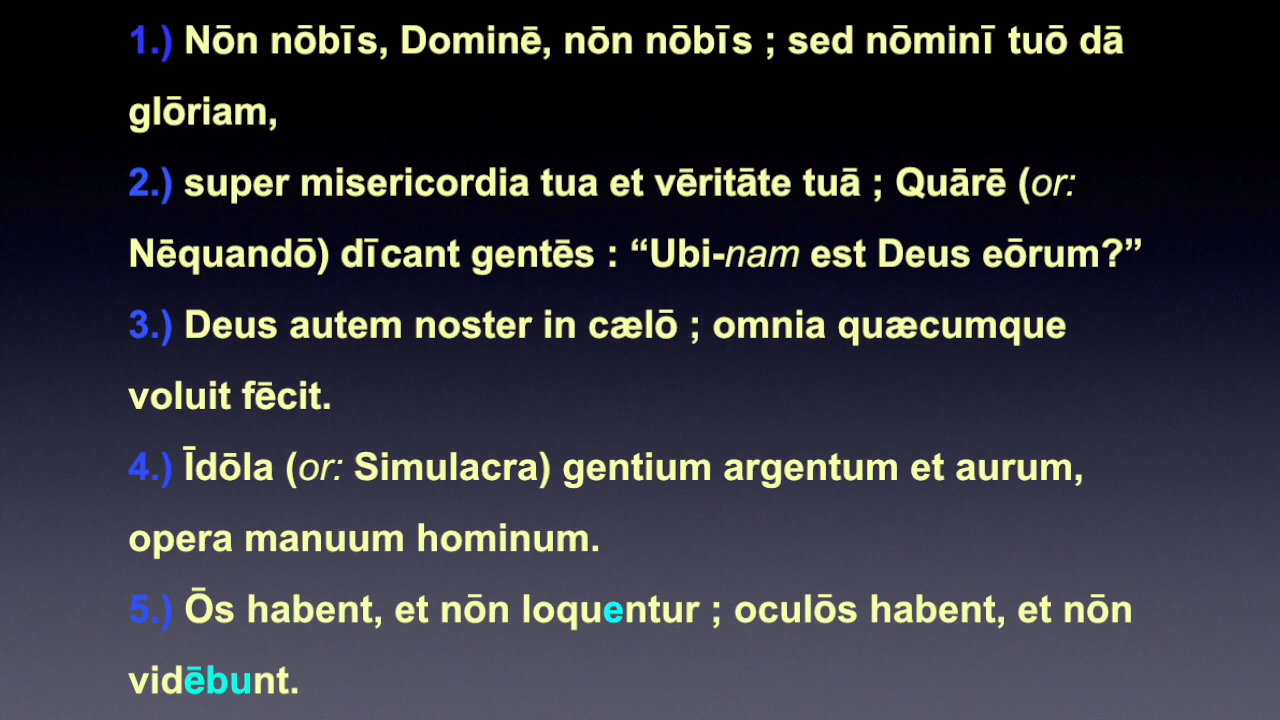 1.) Nōn nōbīs, Dominē, nōn nōbīs ; sed nōminī tuō dā
glōriam,
2.) super misericordia tua et vēritāte tuā ; Quārē (or:
Nēquandō) dīcant gentēs : “Ubi-nam est Deus eōrum?”
3.) Deus autem noster in cælō ; omnia quæcumque
voluit fēcit.
4.) Īdōla (or: Simulacra) gentium argentum et aurum,
opera manuum hominum.
5.) Ōs habent, et nōn loquentur ; oculōs habent, et nōn
vidēbunt.